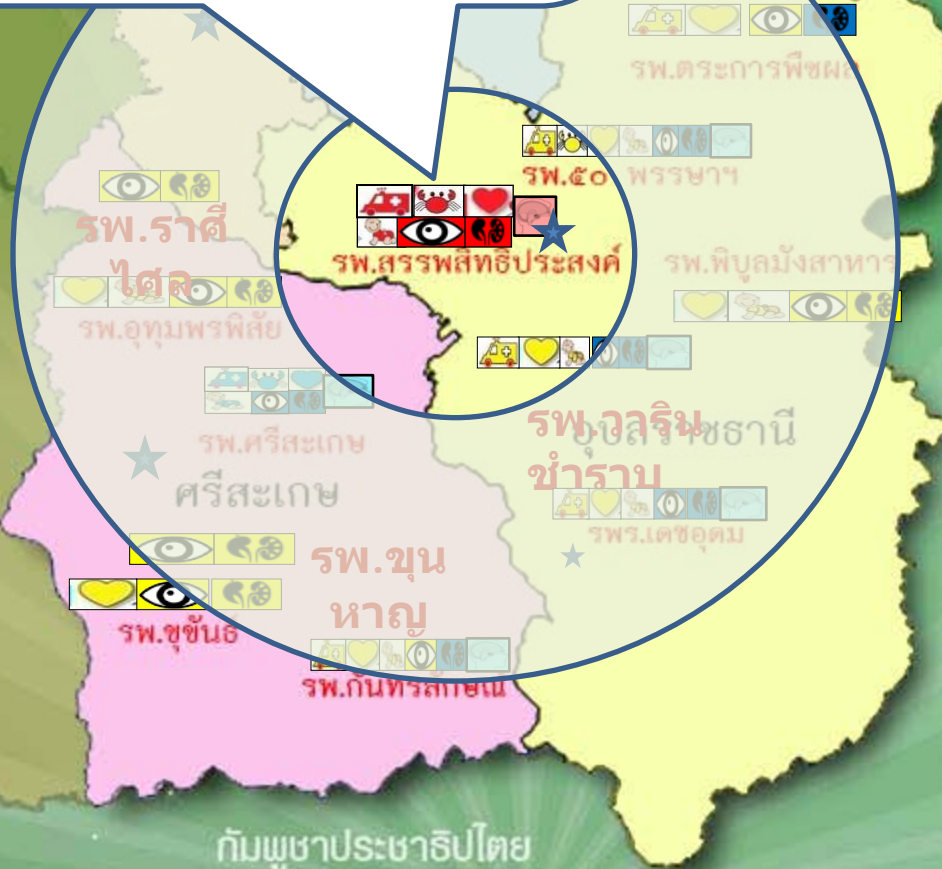 รพ.ตระการพืชผล
รพ.๕๐ พรรษาฯ
รพ.ราศี
ไศล
รพ.สรรพสิทธิประสงค์
รพ.พิบูลมังสาหาร
รพ.อุทุมพรพิสัย
รพ.วาริน
ชำราบ
อุบลราชธานี
รพ.ศรีสะเกษ
ศรีสะเกษ
รพร.เดชอุดม
รพ.ขุน
หาญ
รพ.ขุขันธ์
รพ.กันทรลักษณ์
กัมพูชาประชาธิปไตย